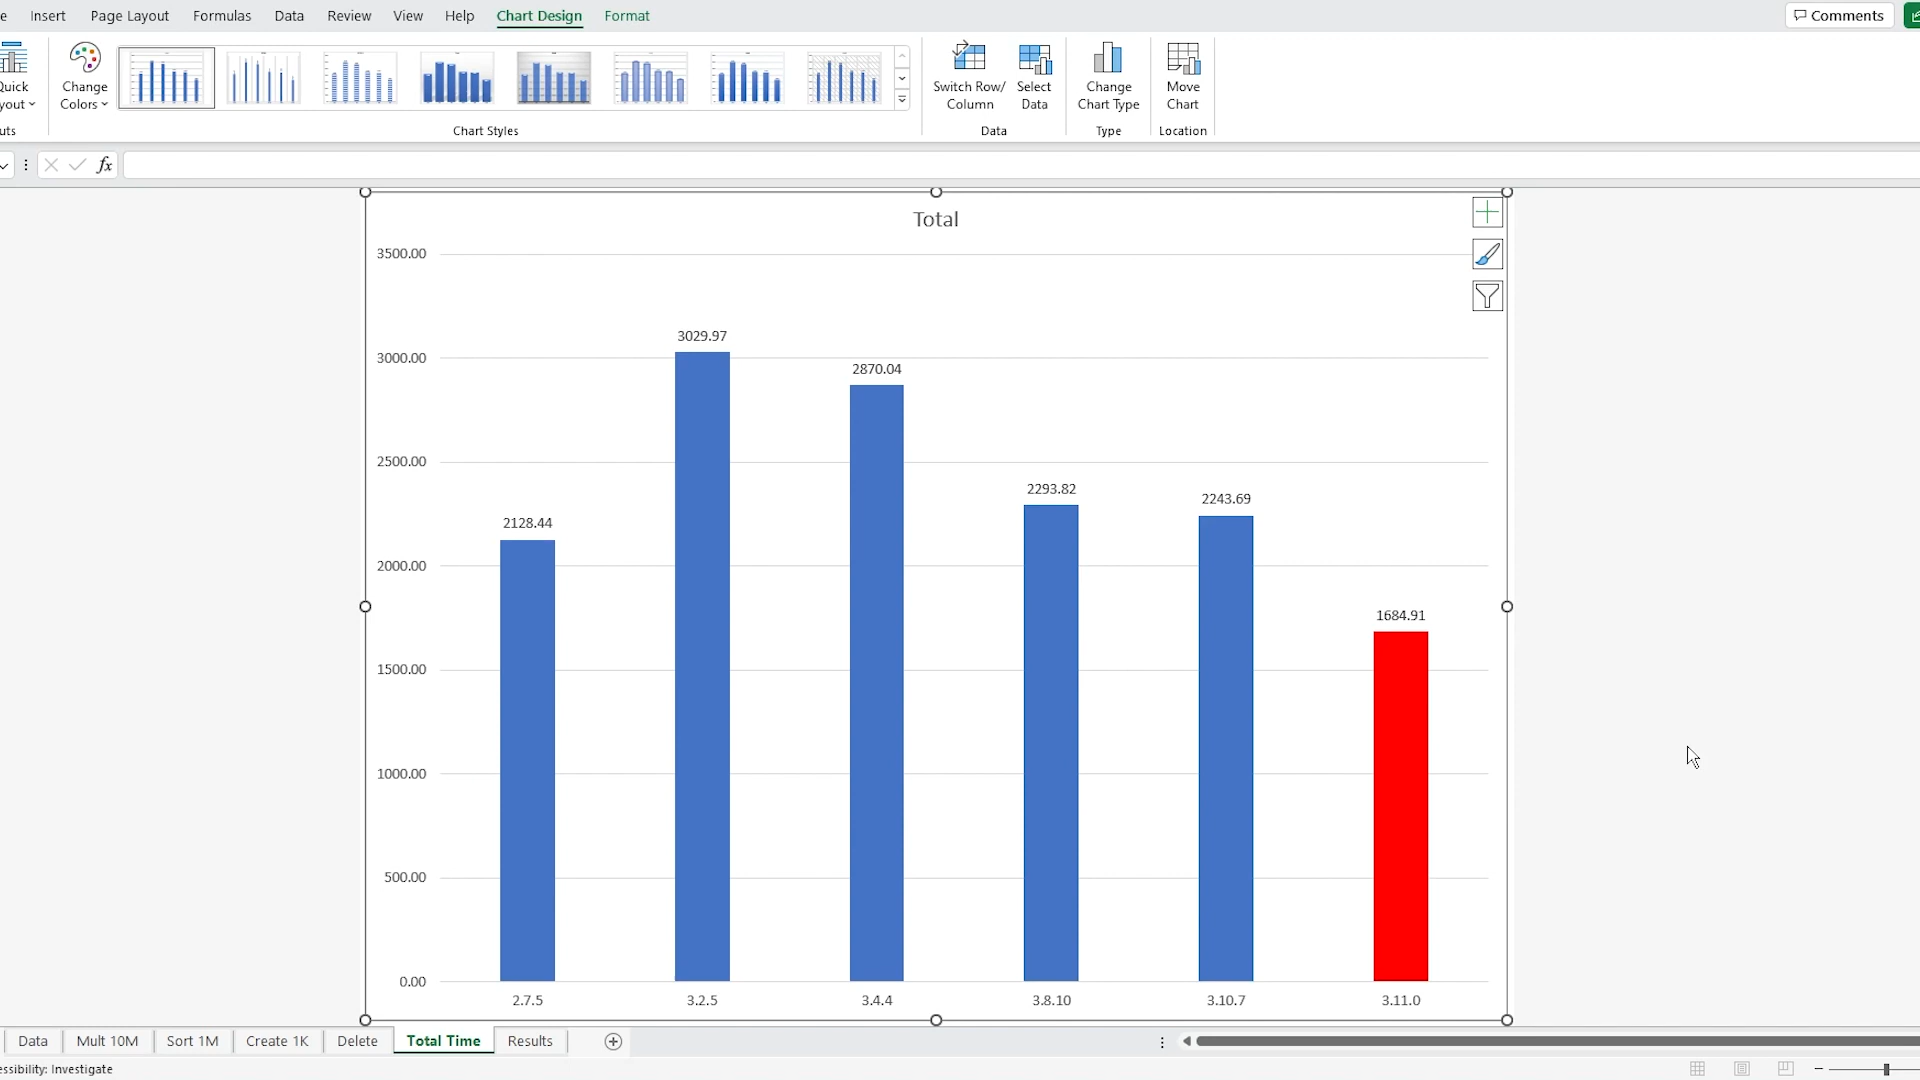 e Insert Page Layout Formulas Data Review View Help Chart Design Format Comments
Quick
yout
Change
Colors
Switch Row/
Column
Select
Data
Change
Chart Type
Move
Chart
uts Chart Styles Data Type Location
fx
Total
3500.00
3000.00
2500.00
2000.00
1500.00
1000.00
500.00
0.00
2128.44
3029.97
2870.04
2293.82
2243.69
1684.91
2.7.5 3.2.5 3.4.4 3.8.10 3.10.7 3.11.0
Data Mult 10M Sort 1M Create 1K Delete Total Time Results
essibility: Investigate